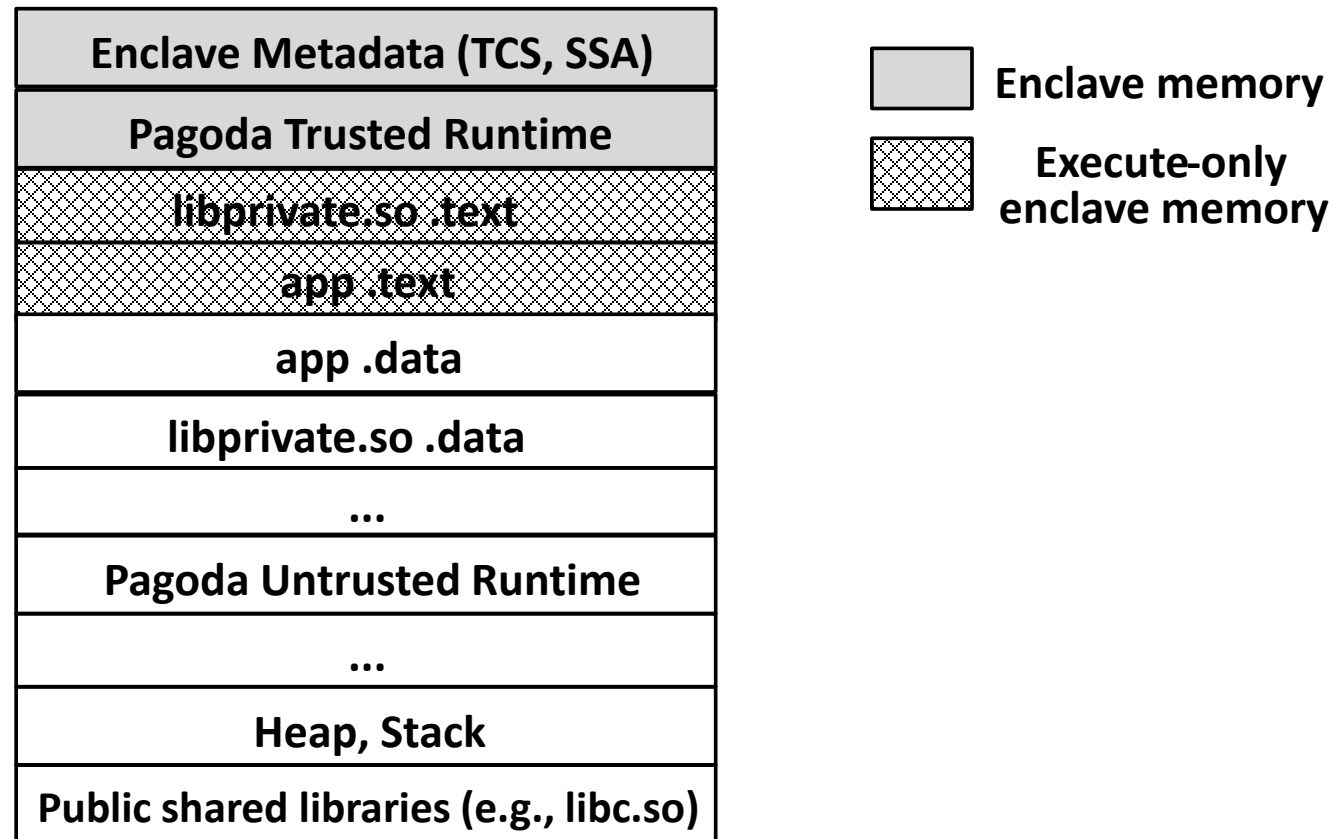 Enclave Metadata (TCS, SSA)
Pagoda Trusted Runtime
libprivate.so .text
app .text
app .data
libprivate.so .data
...
Pagoda Untrusted Runtime
...
Heap, Stack
Public shared libraries (e.g., libc.so)
Enclave memory
Execute-only
enclave memory